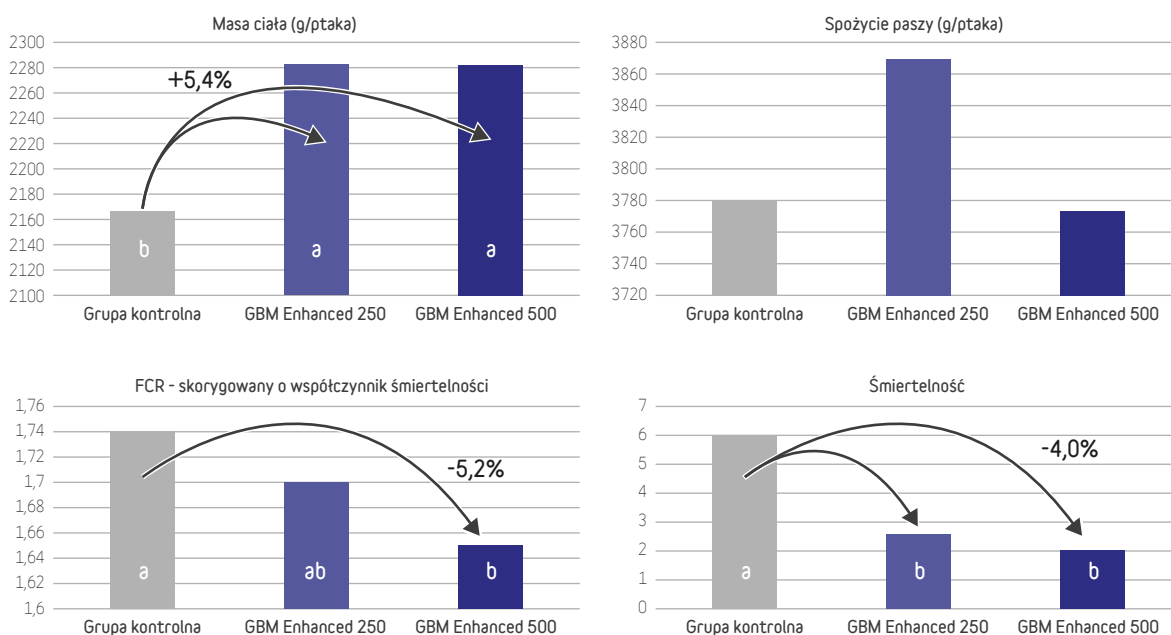 Masa ciała (g/ptaka)
2300
2280
2260
2240
2220
2200
2180
2160
2140
2120
2100
+5,4%
b
a
a
Grupa kontrolna
GBM Enhanced 250
GBM Enhanced 500
Spożycie paszy (g/ptaka)
3880
3860
3840
3820
3800
3780
3760
3740
3720
Grupa kontrolna
GBM Enhanced 250
GBM Enhanced 500
FCR - skorygowany o współczynnik śmiertelności
1,76
1,74
1,72
1,7
1,68
1,66
1,64
1,62
1,6
-5,2%
a
ab
b
Grupa kontrolna
GBM Enhanced 250
GBM Enhanced 500
Śmiertelność
7
6
5
4
3
2
1
0
-4,0%
a
b
b
Grupa kontrolna
GBM Enhanced 250
GBM Enhanced 500